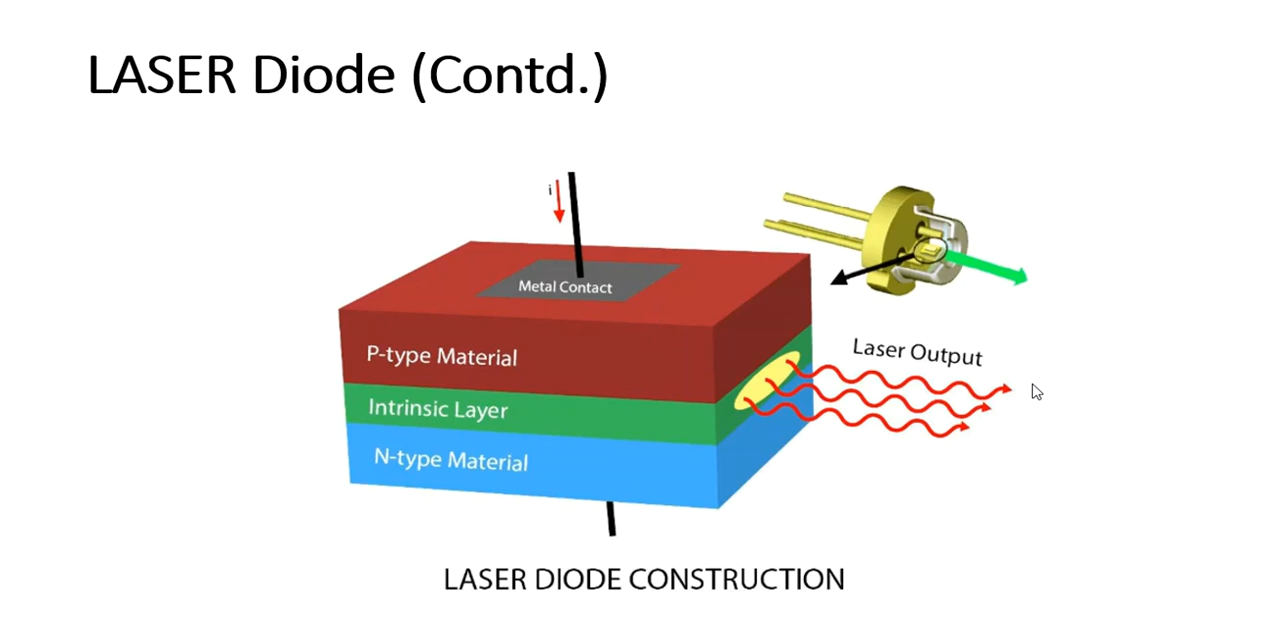 LASER Diode (Contd.)
i
Metal Contact
P-type Material
Laser Output
Intrinsic Layer
N-type Material
LASER DIODE CONSTRUCTION